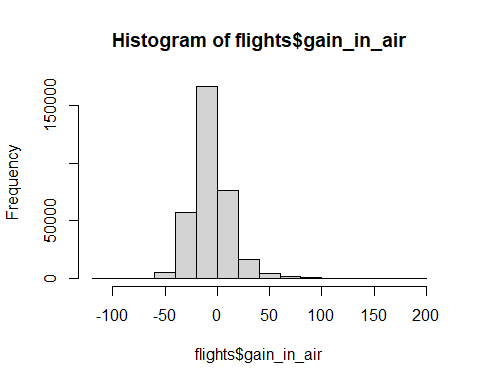 Histogram of flights$gain_in_air
Frequency
150000
50000
0
-100 -50 0 50 100 150 200
flights$gain_in_air